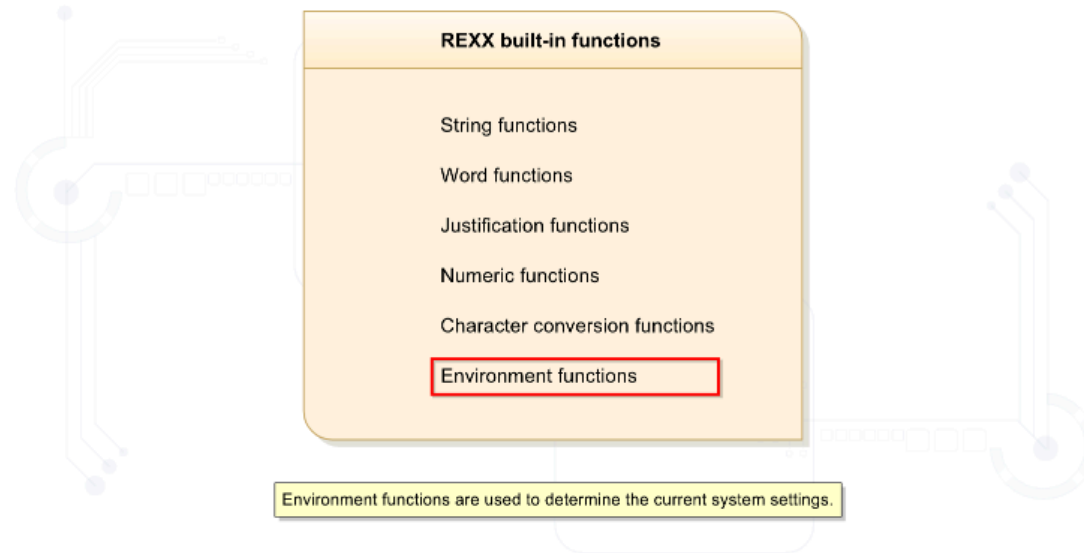 REXX built-in functions
String functions
Word functions
Justification functions
Numeric functions
Character conversion functions
Environment functions
Environment functions are used to determine the current system settings.